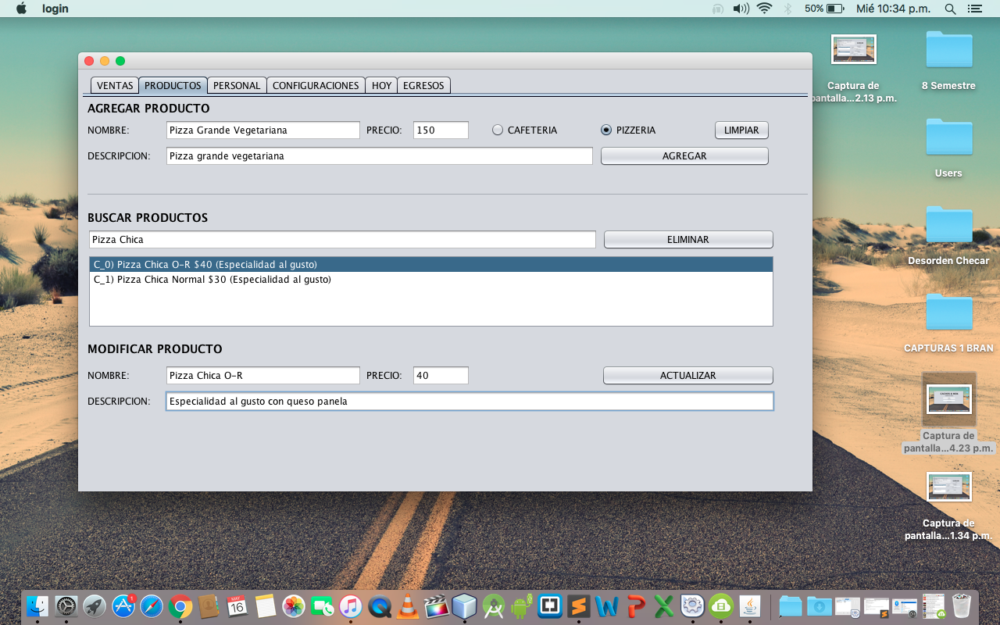 login 50% Mié 10:34 p.m.
VENTAS PRODUCTOS PERSONAL CONFIGURACIONES HOY EGRESOS
AGREGAR PRODUCTO
NOMBRE: Pizza Grande Vegetariana PRECIO: 150 CAFETERIA PIZZERIA LIMPIAR
DESCRIPCION: Pizza grande vegetariana AGREGAR
BUSCAR PRODUCTOS
Pizza Chica ELIMINAR
C_0) Pizza Chica O-R $40 (Especialidad al gusto)
C_1) Pizza Chica Normal $30 (Especialidad al gusto)
MODIFICAR PRODUCTO
NOMBRE: Pizza Chica O-R PRECIO: 40 ACTUALIZAR
DESCRIPCION: Especialidad al gusto con queso panela
Captura de
pantalla...2.13 p.m.
8 Semestre
Users
Desorden Checar
CAPTURAS 1 BRAN
Captura de
pantalla...4.23 p.m.
Captura de
pantalla...1.34 p.m.
1
MAY
16